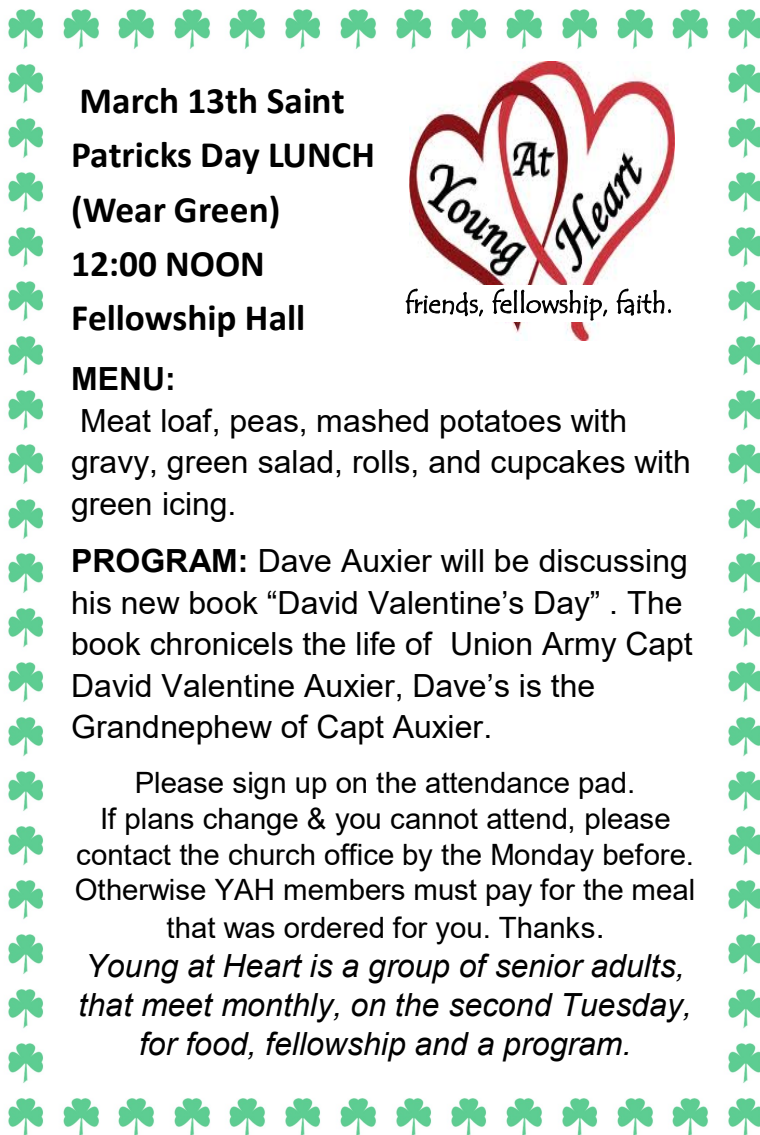 March 13th Saint
Patricks Day LUNCH
(Wear Green)
12:00 NOON
Fellowship Hall
Young At Heart
friends, fellowship, faith.
MENU:
Meat loaf, peas, mashed potatoes with
gravy, green salad, rolls, and cupcakes with
green icing.
PROGRAM: Dave Auxier will be discussing
his new book “David Valentine’s Day” . The
book chronicels the life of Union Army Capt
David Valentine Auxier, Dave’s is the
Grandnephew of Capt Auxier.
Please sign up on the attendance pad.
If plans change & you cannot attend, please
contact the church office by the Monday before.
Otherwise YAH members must pay for the meal
that was ordered for you. Thanks.
Young at Heart is a group of senior adults,
that meet monthly, on the second Tuesday,
for food, fellowship and a program.